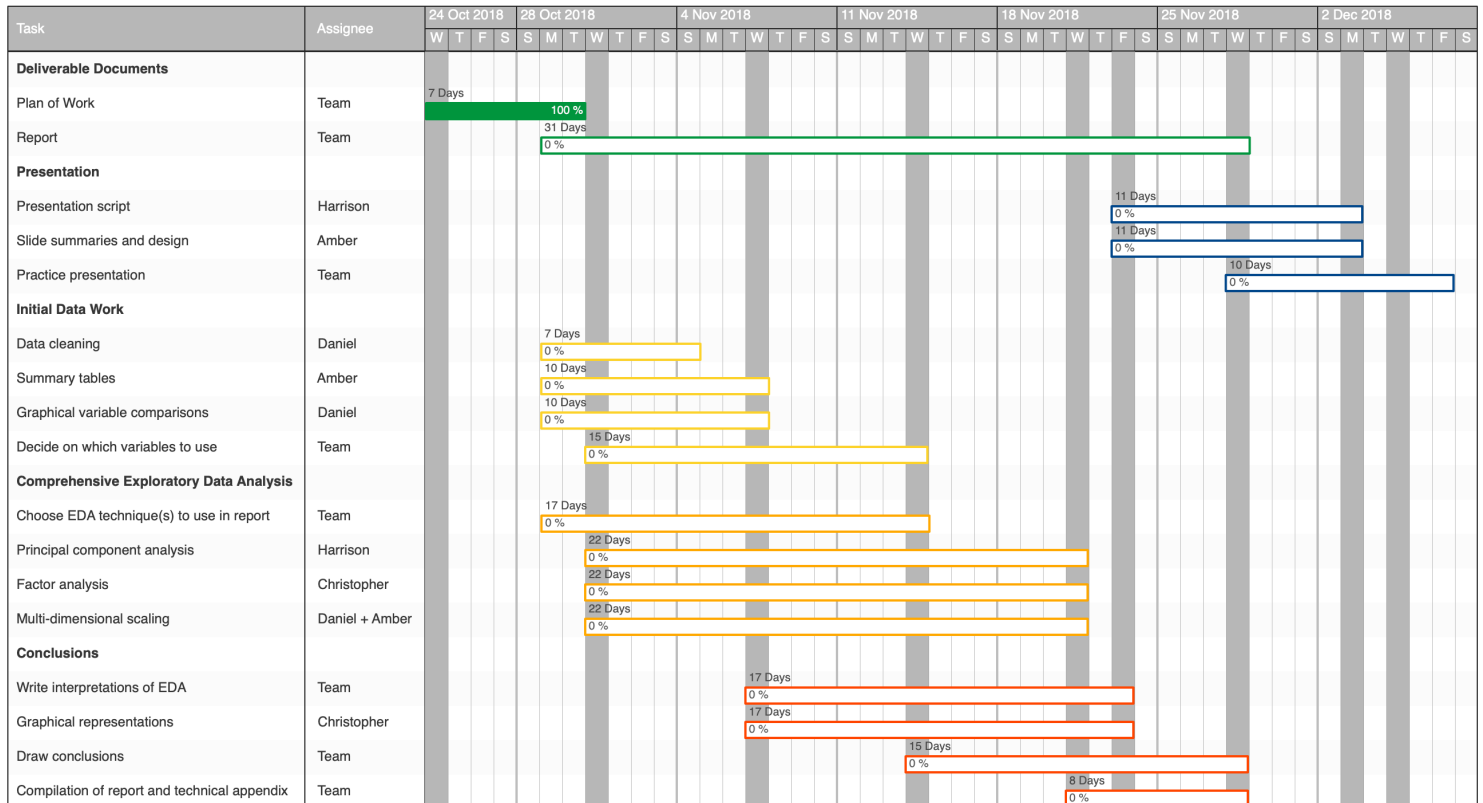 Task Assignee 24 Oct 2018 28 Oct 2018 4 Nov 2018 11 Nov 2018 18 Nov 2018 25 Nov 2018 2 Dec 2018
W T F S S M T W T F S S M T W T F S S M T W T F S S M T W T F S S M T W T F S S M T W T F S
Deliverable Documents
7 Days
Plan of Work Team 100 %
31 Days
Report Team 0 %
Presentation
11 Days
Presentation script Harrison 0 %
11 Days
Slide summaries and design Amber 0 %
10 Days
Practice presentation Team 0 %
Initial Data Work
7 Days
Data cleaning Daniel 0 %
10 Days
Summary tables Amber 0 %
10 Days
Graphical variable comparisons Daniel 0 %
15 Days
Decide on which variables to use Team 0 %
Comprehensive Exploratory Data Analysis
17 Days
Choose EDA technique(s) to use in report Team 0 %
22 Days
Principal component analysis Harrison 0 %
22 Days
Factor analysis Christopher 0 %
22 Days
Multi-dimensional scaling Daniel + Amber 0 %
Conclusions
17 Days
Write interpretations of EDA Team 0 %
17 Days
Graphical representations Christopher 0 %
15 Days
Draw conclusions Team 0 %
8 Days
Compilation of report and technical appendix Team 0 %